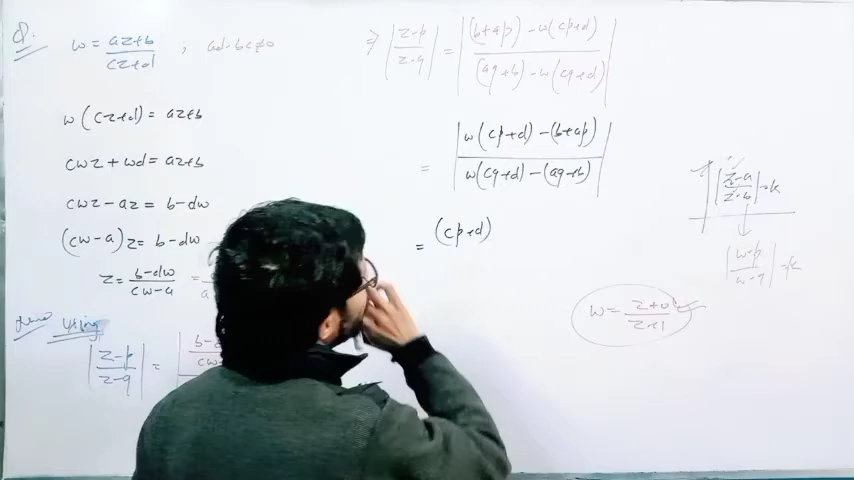 Q. w = az+b / cz+d ; ad-bc≠0
w(cz+d) = az+b
cwz + wd = az+b
cwz - az = b-dw
(cw-a)z = b-dw
z = b-dw / cw-a =
using
|z-p / z-q| = | b- / cw-
⇒ |z-p / z-q| = |(b+ap) - w(cp+d) / (aq+b) - w(cq+d)|
= |w(cp+d) - (b+ap) / w(cq+d) - (aq+b)|
= (cp+d)
|z-a / z-b| = k
↓
|w-p / w-q| = k